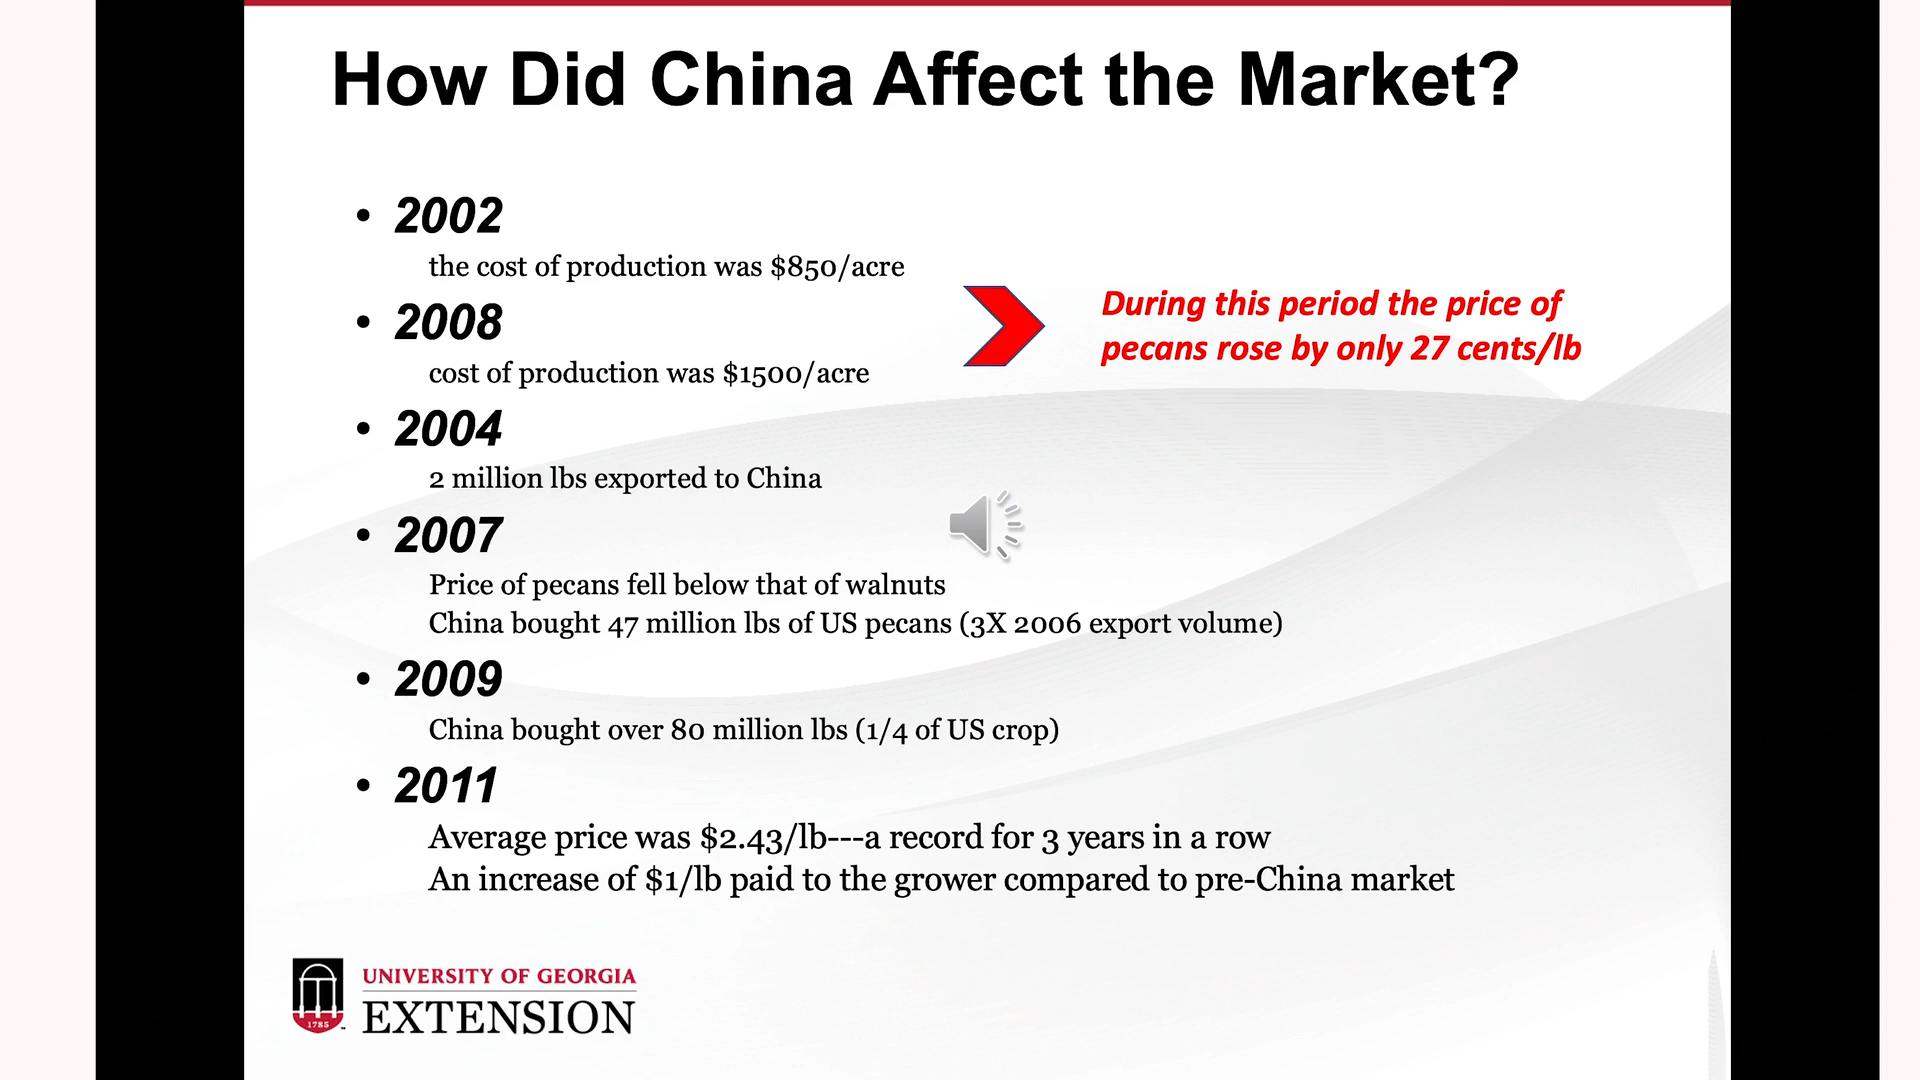 How Did China Affect the Market?
• 2002
the cost of production was $850/acre
• 2008
cost of production was $1500/acre
During this period the price of
pecans rose by only 27 cents/lb
• 2004
2 million lbs exported to China
• 2007
Price of pecans fell below that of walnuts
China bought 47 million lbs of US pecans (3X 2006 export volume)
• 2009
China bought over 80 million lbs (1/4 of US crop)
• 2011
Average price was $2.43/lb---a record for 3 years in a row
An increase of $1/lb paid to the grower compared to pre-China market
1785
UNIVERSITY OF GEORGIA
EXTENSION